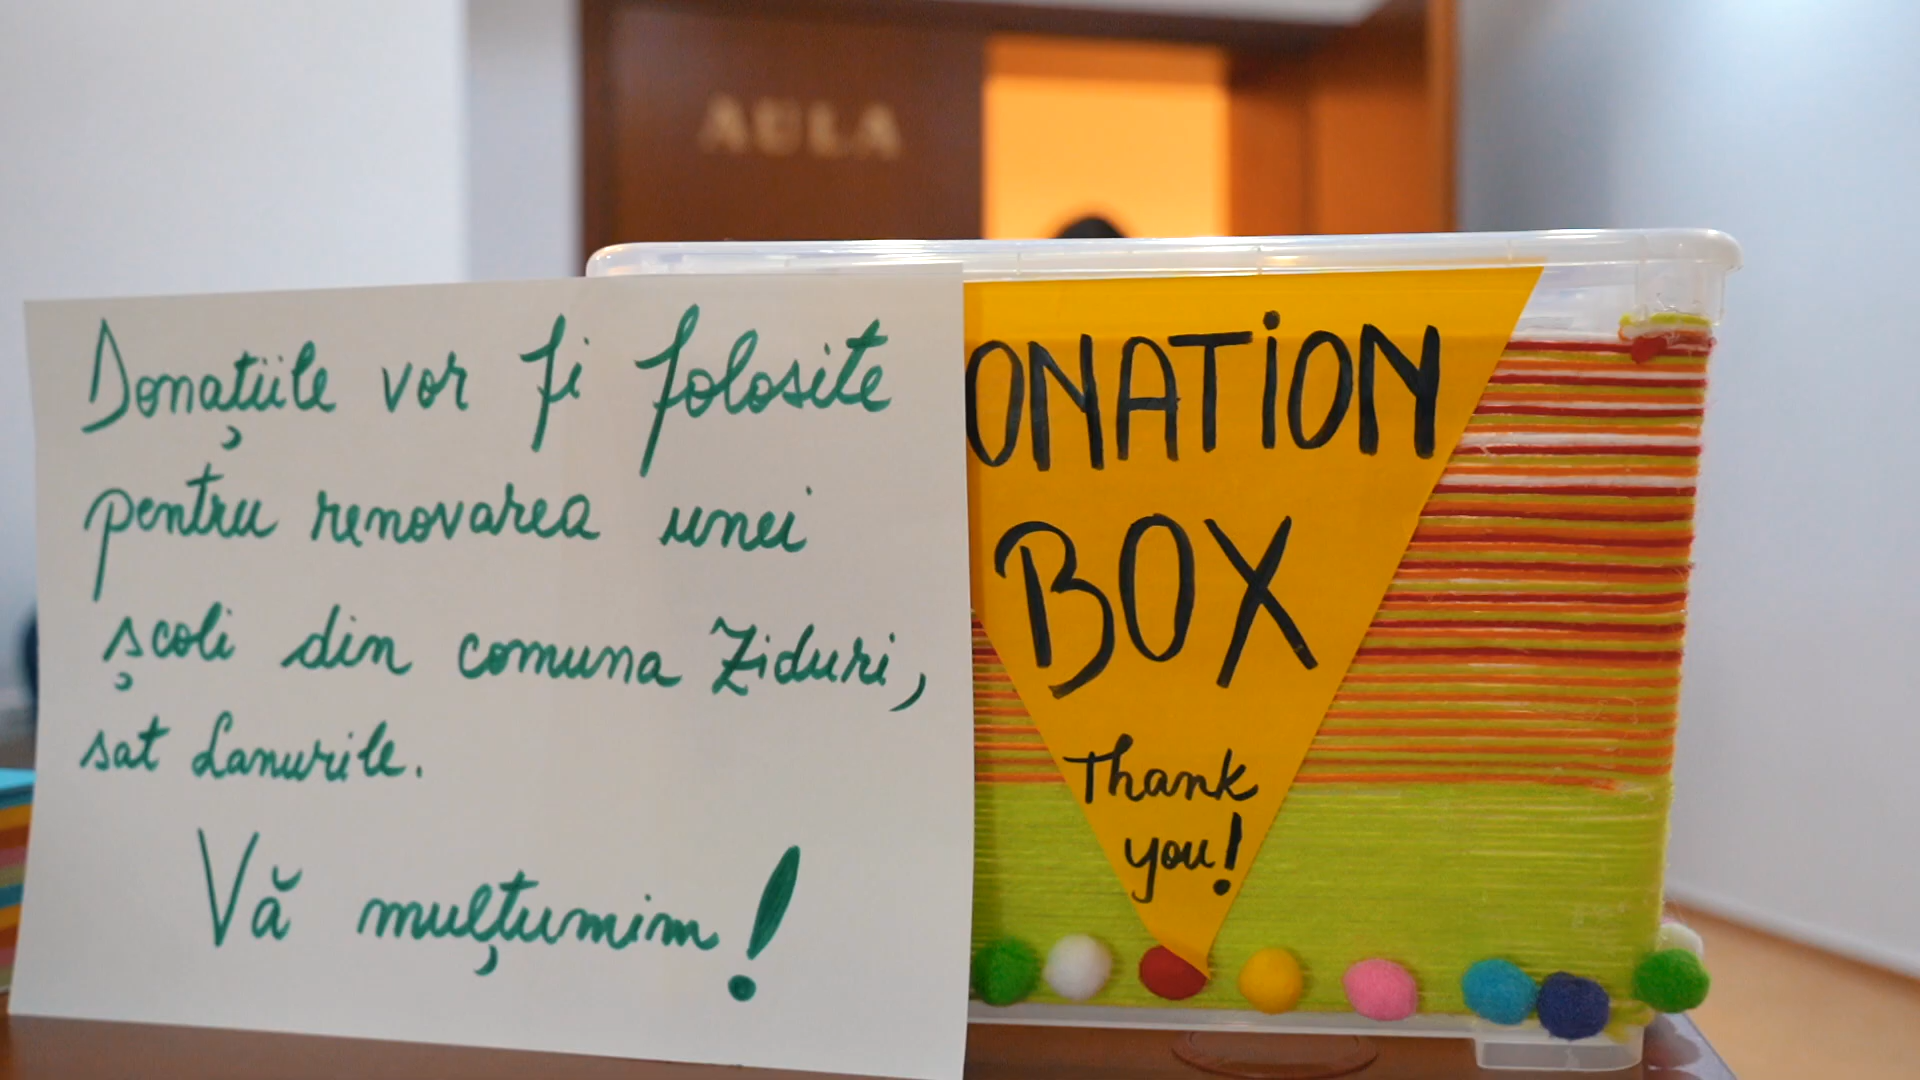 AULA
Donațiile vor fi folosite
pentru renovarea unei
școli din comuna Ziduri,
sat Lanurile.
Vă mulțumim!
ONATION
BOX
Thank
you!